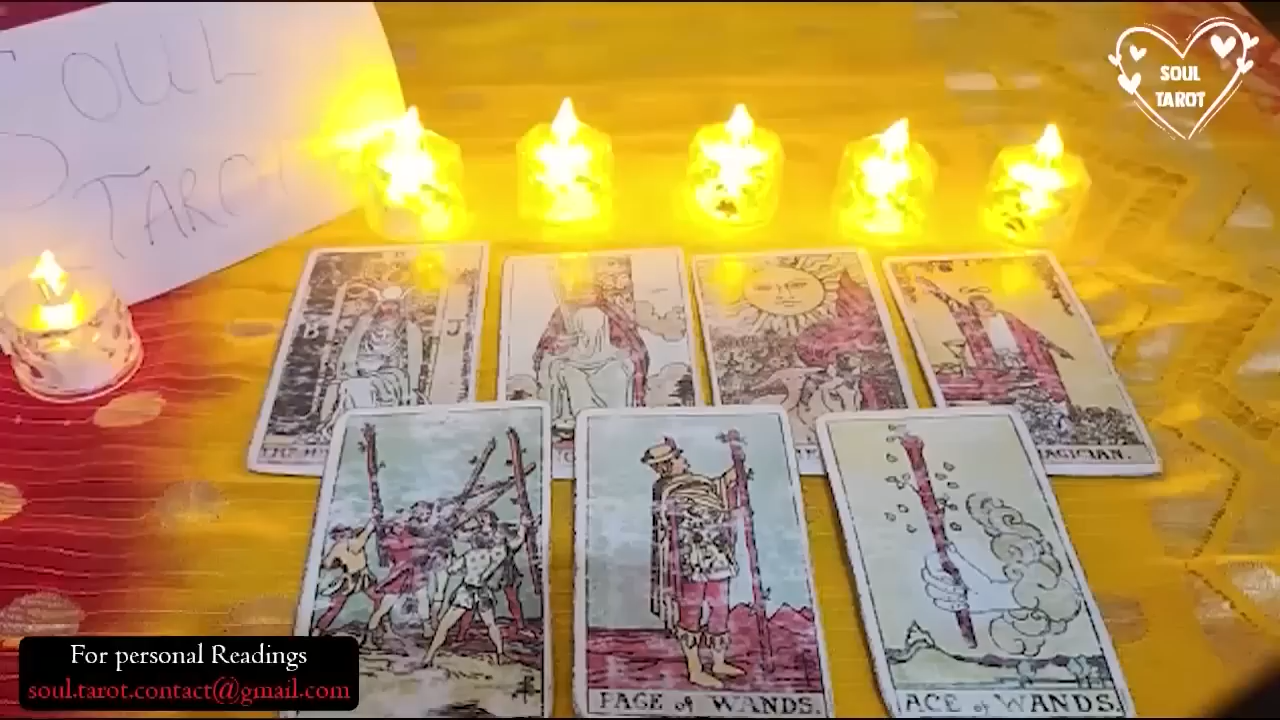 SOUL
TAROT
SOUL
TAROT
B
J
MAGICIAN.
PAGE of WANDS.
ACE of WANDS.
For personal Readings
soul.tarot.contact@gmail.com